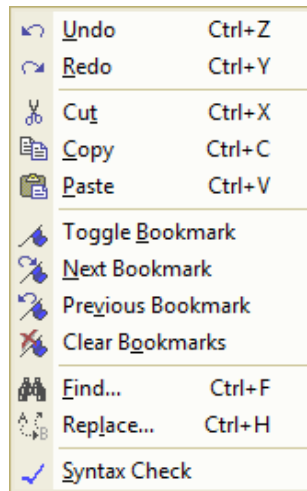 Undo Ctrl+Z
Redo Ctrl+Y
Cut Ctrl+X
Copy Ctrl+C
Paste Ctrl+V
Toggle Bookmark
Next Bookmark
Previous Bookmark
Clear Bookmarks
Find... Ctrl+F
Replace... Ctrl+H
Syntax Check